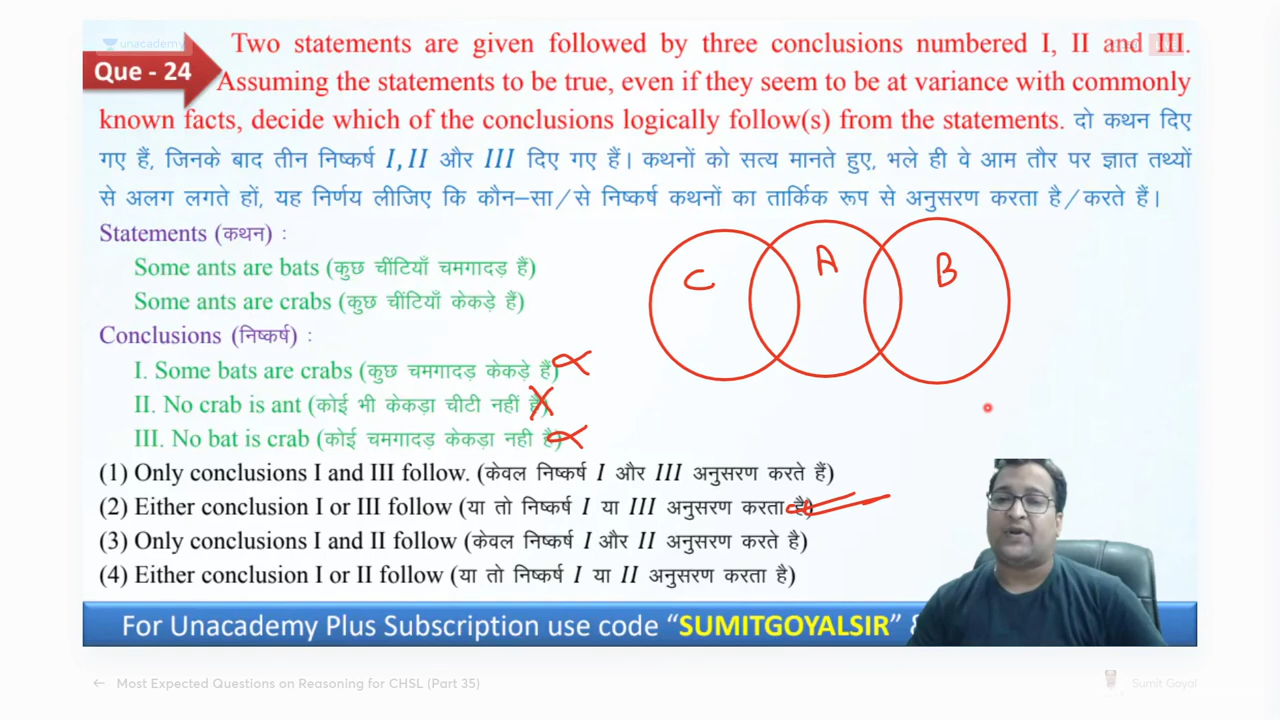 unacademy
Que - 24
Two statements are given followed by three conclusions numbered I, II and III.
Assuming the statements to be true, even if they seem to be at variance with commonly
known facts, decide which of the conclusions logically follow(s) from the statements. दो कथन दिए
गए हैं, जिनके बाद तीन निष्कर्ष I, II और III दिए गए हैं। कथनों को सत्य मानते हुए, भले ही वे आम तौर पर ज्ञात तथ्यों
से अलग लगते हों, यह निर्णय लीजिए कि कौन–सा/से निष्कर्ष कथनों का तार्किक रूप से अनुसरण करता है/करते हैं।
Statements (कथन) :
Some ants are bats (कुछ चींटियाँ चमगादड़ हैं)
Some ants are crabs (कुछ चींटियाँ केकड़े हैं)
Conclusions (निष्कर्ष) :
I. Some bats are crabs (कुछ चमगादड़ केकड़े हैं)
II. No crab is ant (कोई भी केकड़ा चीटी नहीं है)
III. No bat is crab (कोई चमगादड़ केकड़ा नही है)
(1) Only conclusions I and III follow. (केवल निष्कर्ष I और III अनुसरण करते हैं)
(2) Either conclusion I or III follow (या तो निष्कर्ष I या III अनुसरण करता है)
(3) Only conclusions I and II follow (केवल निष्कर्ष I और II अनुसरण करते है)
(4) Either conclusion I or II follow (या तो निष्कर्ष I या II अनुसरण करता है)
C A B
For Unacademy Plus Subscription use code “SUMITGOYALSIR” &
← Most Expected Questions on Reasoning for CHSL (Part 35)
Sumit Goyal